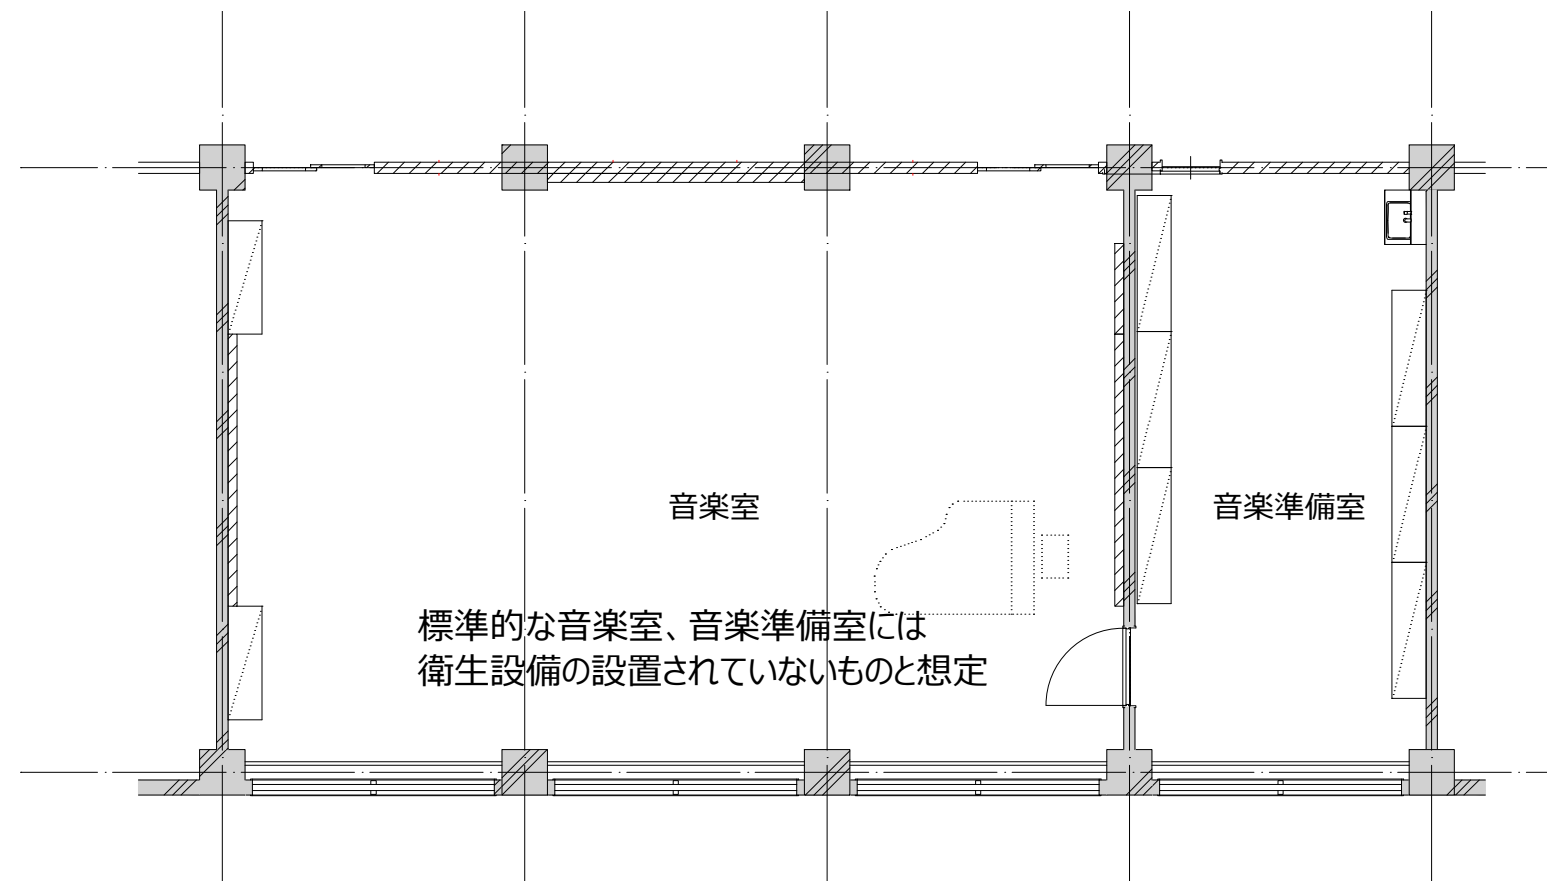 音楽室
音楽準備室
標準的な音楽室、音楽準備室には
衛生設備の設置されていないものと想定